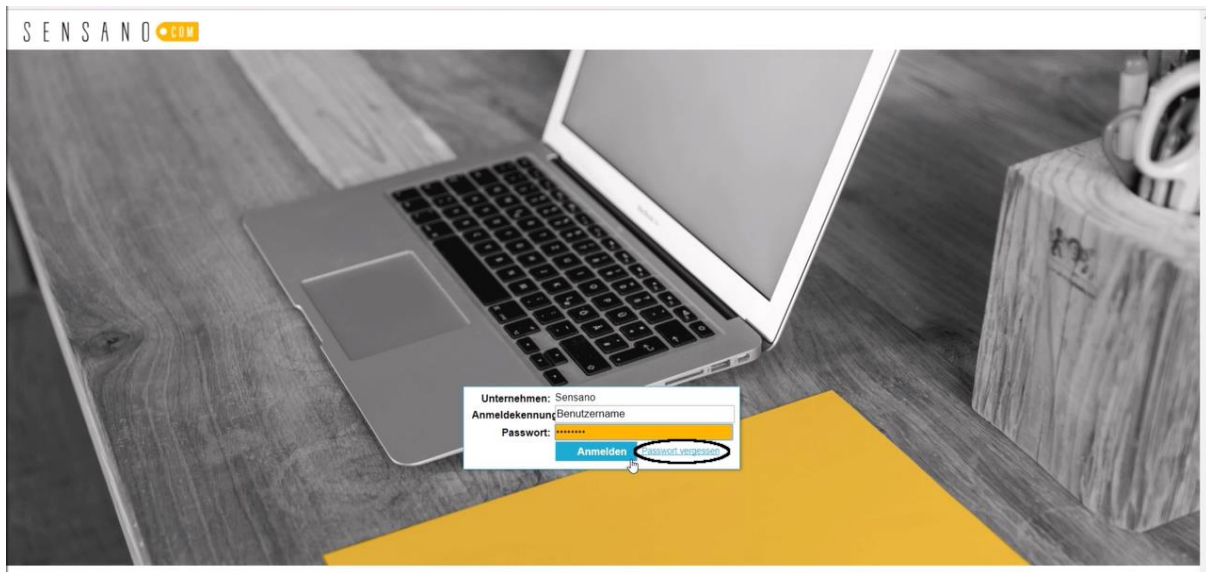 SENSANO COM
Unternehmen: Sensano
Anmeldekennung Benutzername
Passwort: ••••••••
Anmelden Passwort vergessen